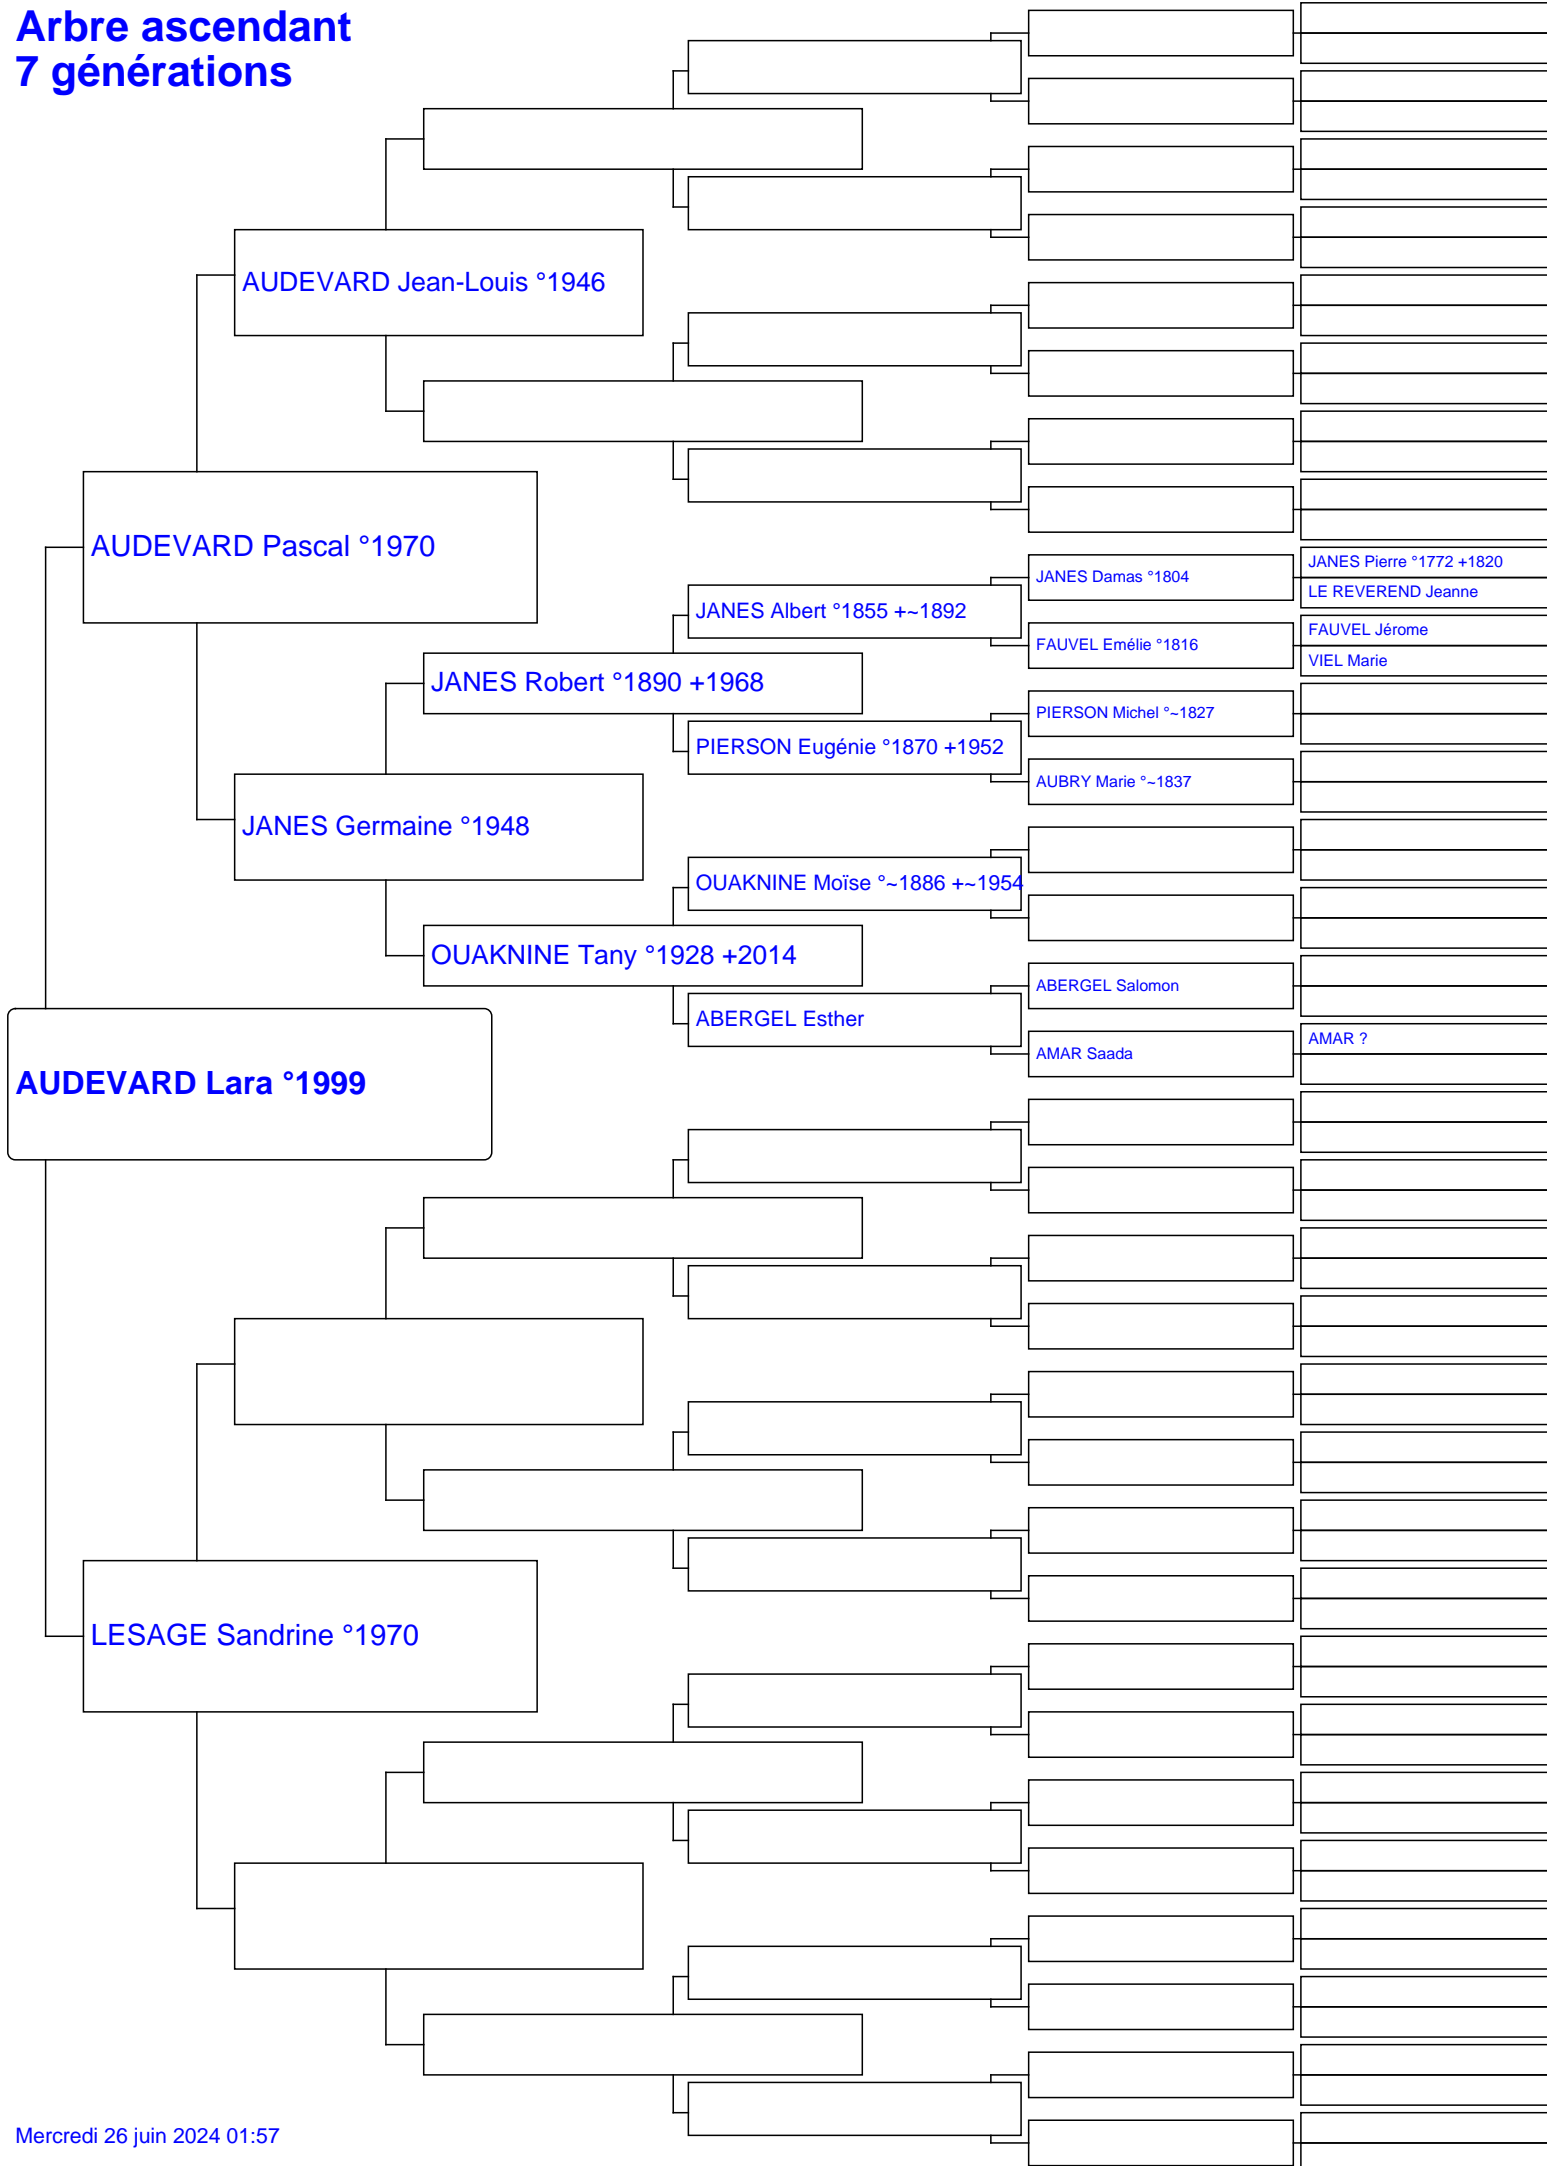 Arbre ascendant
7 générations
AUDEVARD Jean-Louis °1946
AUDEVARD Pascal °1970
JANES Pierre °1772 +1820
JANES Damas °1804
LE REVEREND Jeanne
JANES Albert °1855 +~1892
FAUVEL Jérome
FAUVEL Emélie °1816
VIEL Marie
JANES Robert °1890 +1968
PIERSON Michel °~1827
PIERSON Eugénie °1870 +1952
AUBRY Marie °~1837
JANES Germaine °1948
OUAKNINE Moïse °~1886 +~1954
OUAKNINE Tany °1928 +2014
ABERGEL Salomon
ABERGEL Esther
AMAR ?
AMAR Saada
AUDEVARD Lara °1999
LESAGE Sandrine °1970
Mercredi 26 juin 2024 01:57